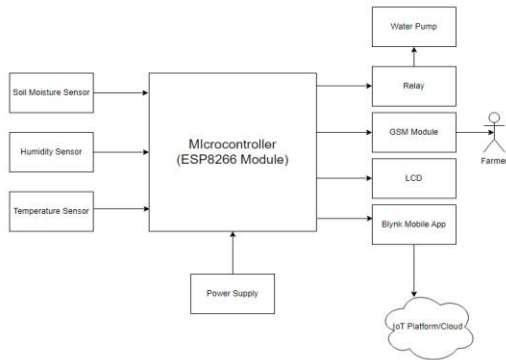 Water Pump
Soil Moisture Sensor
Relay
MIcrocontroller
(ESP8266 Module)
Humidity Sensor
GSM Module
Farmer
LCD
Temperature Sensor
Blynk Mobile App
Power Supply
IoT Platform/Cloud